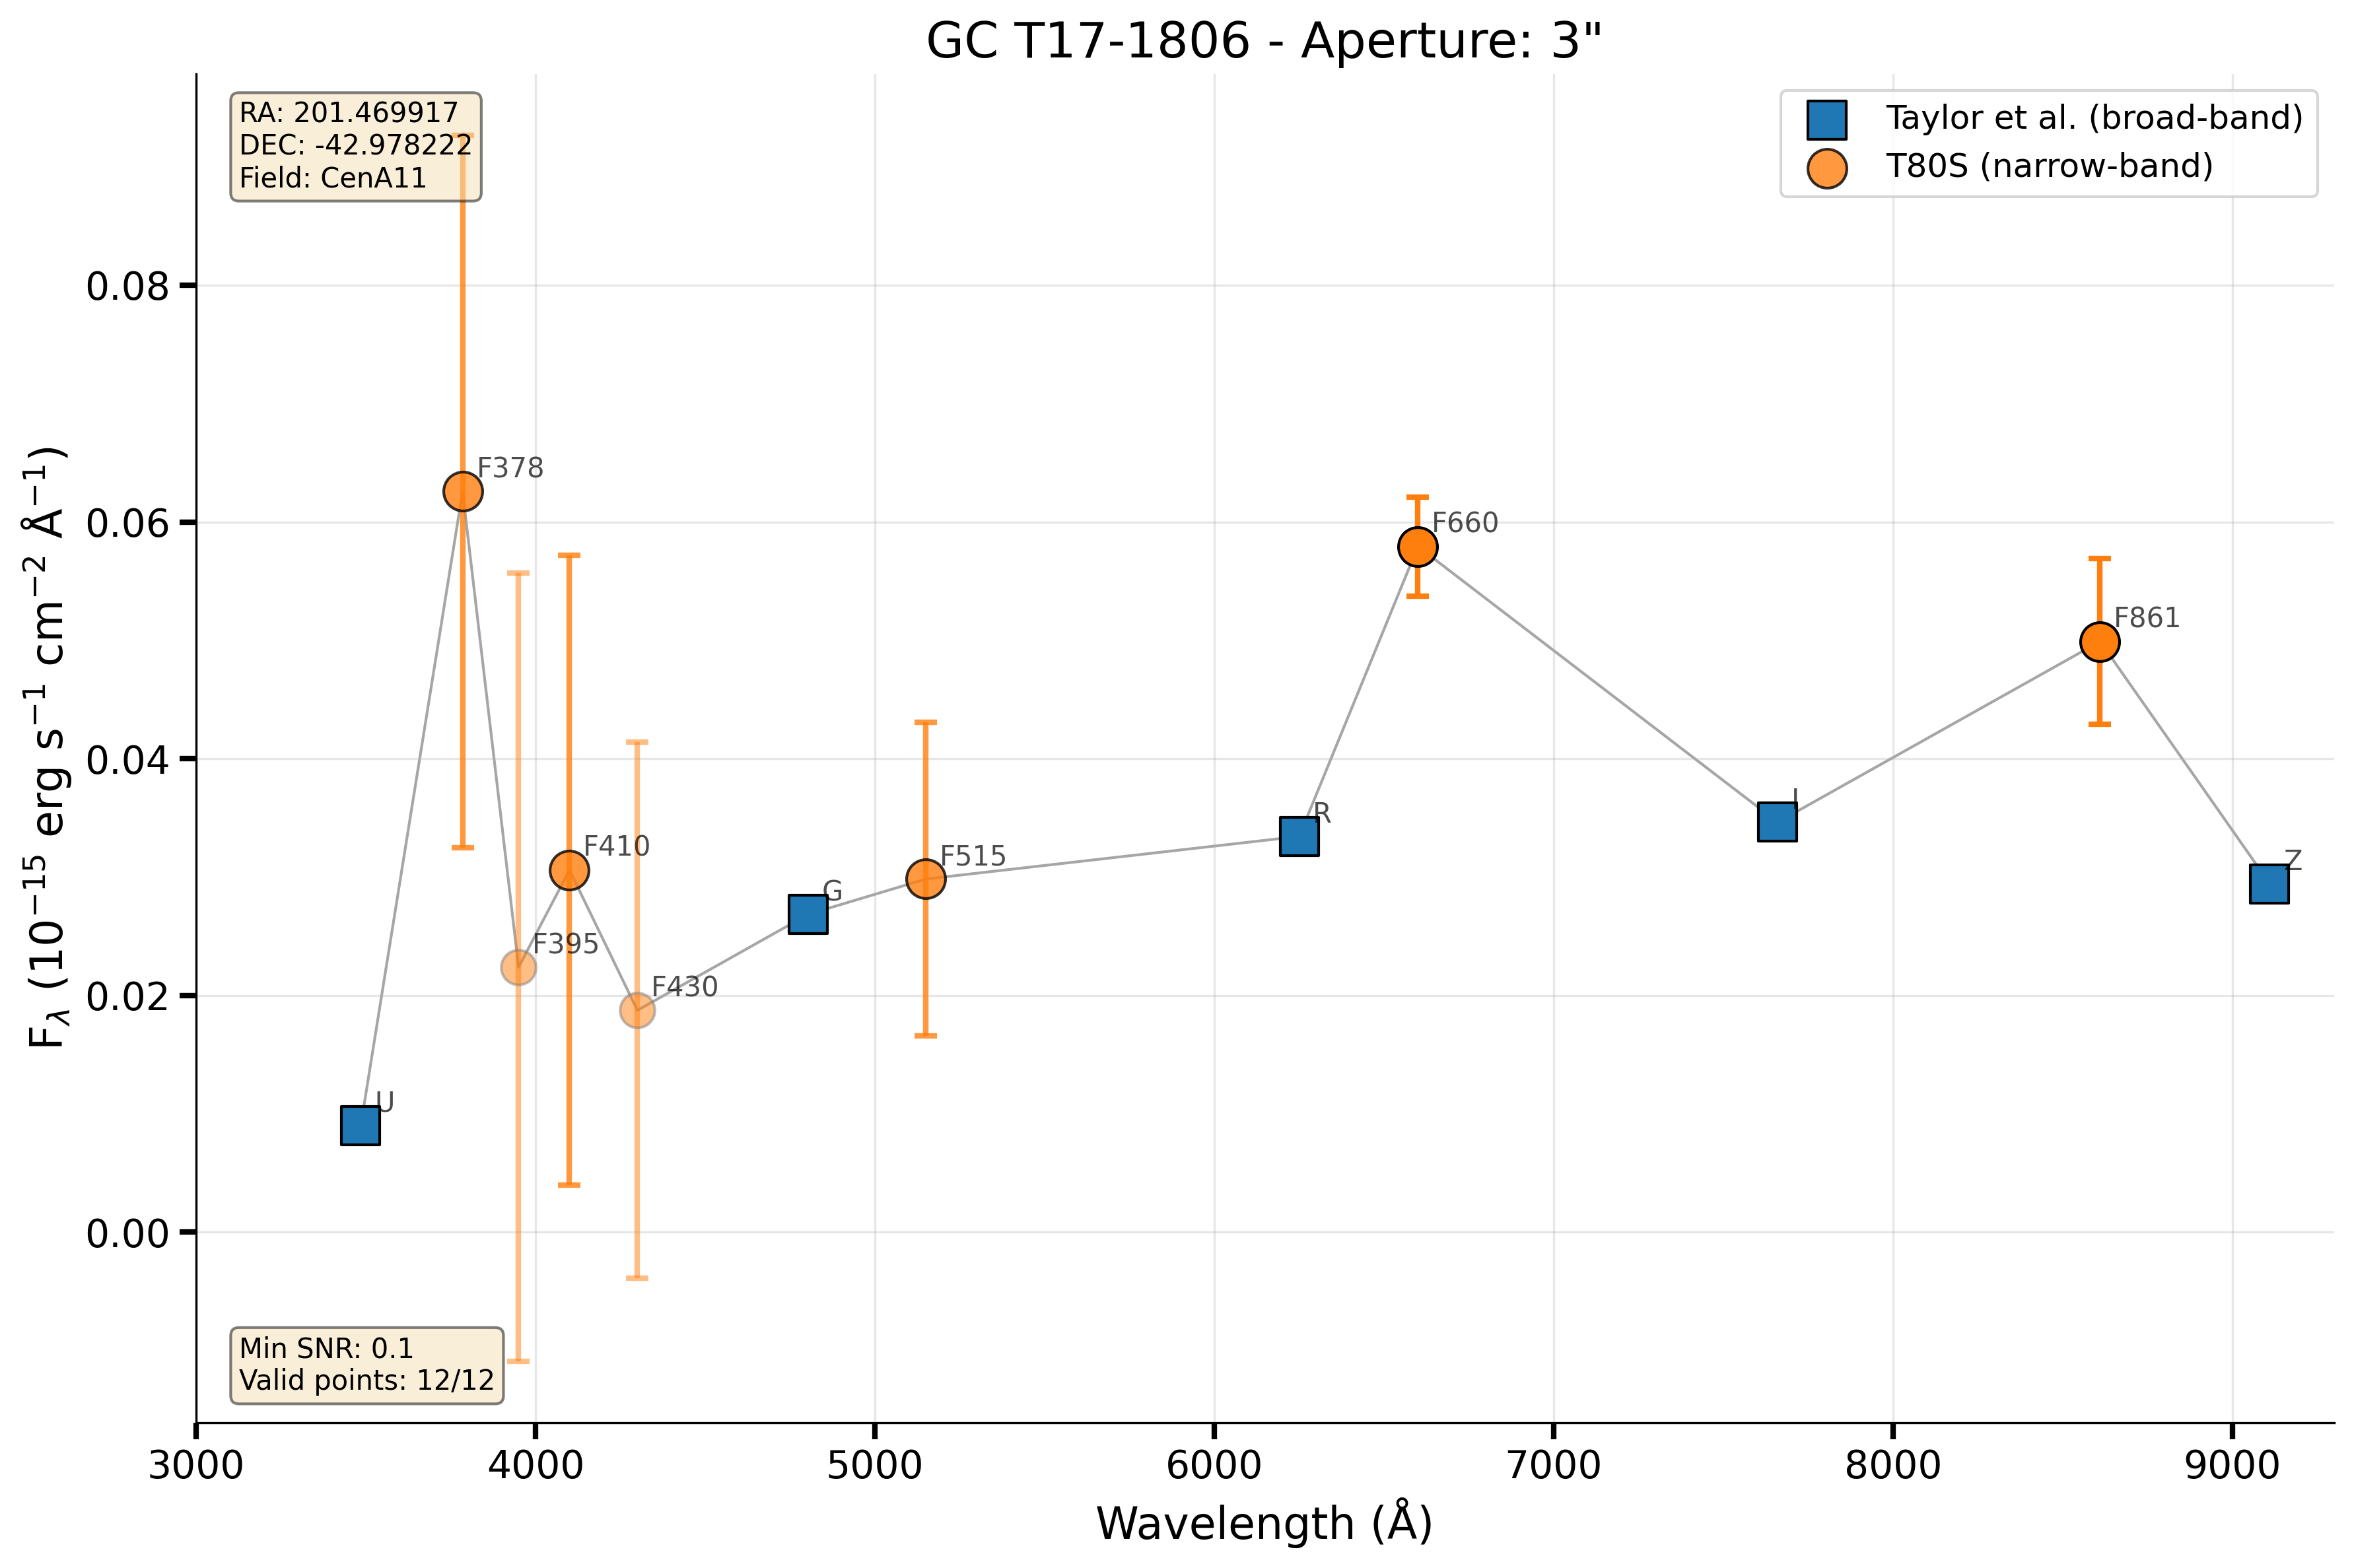 GC T17-1806 - Aperture: 3"
RA: 201.469917
DEC: -42.978222
Field: CenA11
Taylor et al. (broad-band)
T80S (narrow-band)
0.08
0.06
0.04
0.02
0.00
F$_{λ}$ (10$^{−15}$ erg s$^{−1}$ cm$^{−2}$ Å$^{−1}$)
F378
F660
F861
F410
F515
R
I
G
Z
F395
F430
U
Min SNR: 0.1
Valid points: 12/12
3000 4000 5000 6000 7000 8000 9000
Wavelength (Å)